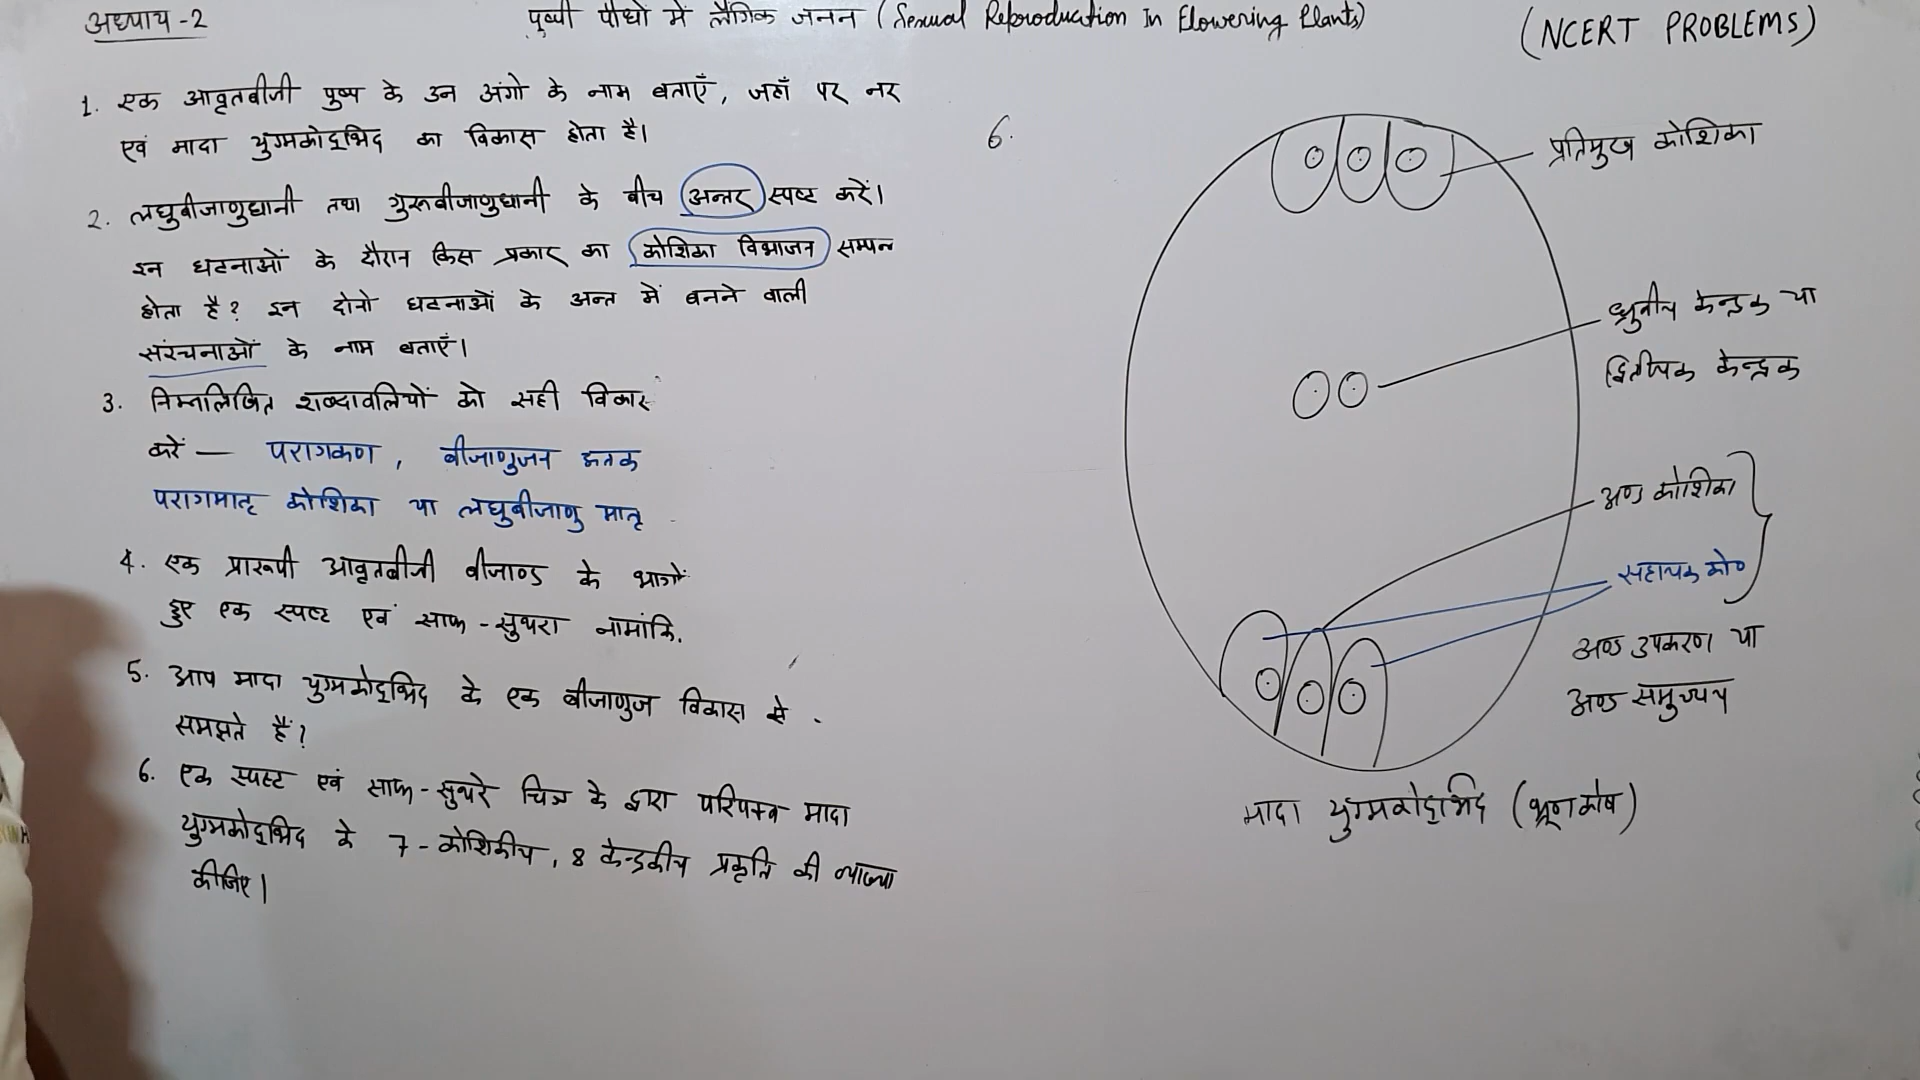 अध्याय -2
पुष्पी पौधों में लैंगिक जनन (Sexual Reproduction In Flowering Plants)
(NCERT PROBLEMS)
1. एक आवृतबीजी पुष्प के उन अंगो के नाम बताएँ, जहाँ पर नर
एवं मादा युग्मकोद्भिद का विकास होता है।
2. लघुबीजाणुधानी तथा गुरूबीजाणुधानी के बीच अन्तर स्पष्ट करें।
इन घटनाओं के दौरान किस प्रकार का कोशिका विभाजन सम्पन्न
होता है? इन दोनो घटनाओं के अन्त में बनने वाली
संरचनाओं के नाम बताएँ।
3. निम्नलिखित शब्दावलियों को सही विकास
करें — परागकण, बीजाणुजन ऊतक
परागमातृ कोशिका या लघुबीजाणु मातृ
4. एक प्रारूपी आवृतबीजी बीजाण्ड के भागों
हुए एक स्पष्ट एवं साफ-सुथरा नामांकि
5. आप मादा युग्मकोद्भिद के एक बीजाणुज विकास से
समझते हैं?
6. एक स्पस्ट एवं साफ-सुथरे चित्र के द्वारा परिपक्व मादा
युग्मकोद्भिद के 7-कोशिकीय, 8 केन्द्रकीय प्रकृति की व्याख्या
कीजिए।
6.
प्रतिमुख कोशिका
ध्रुवीय केन्द्रक या
द्वितीयक केन्द्रक
अण्ड कोशिका
सहायक को०
अण्ड उपकरण या
अण्ड समुच्चय
मादा युग्मकोद्भिद (भ्रूणकोष)